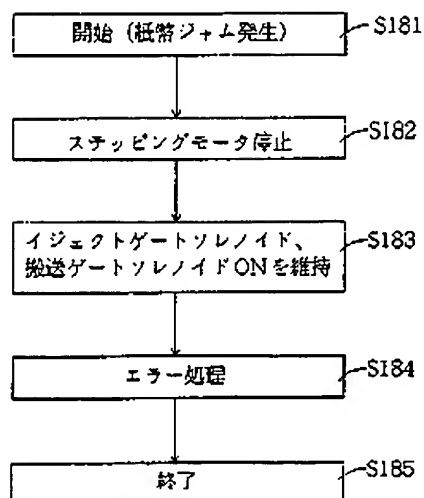 開始(紙幣ジャム発生)
S181
ステッピングモータ停止
S182
イジェクトゲートソレノイド、
搬送ゲートソレノイドONを維持
S183
エラー処理
S184
終了
S185